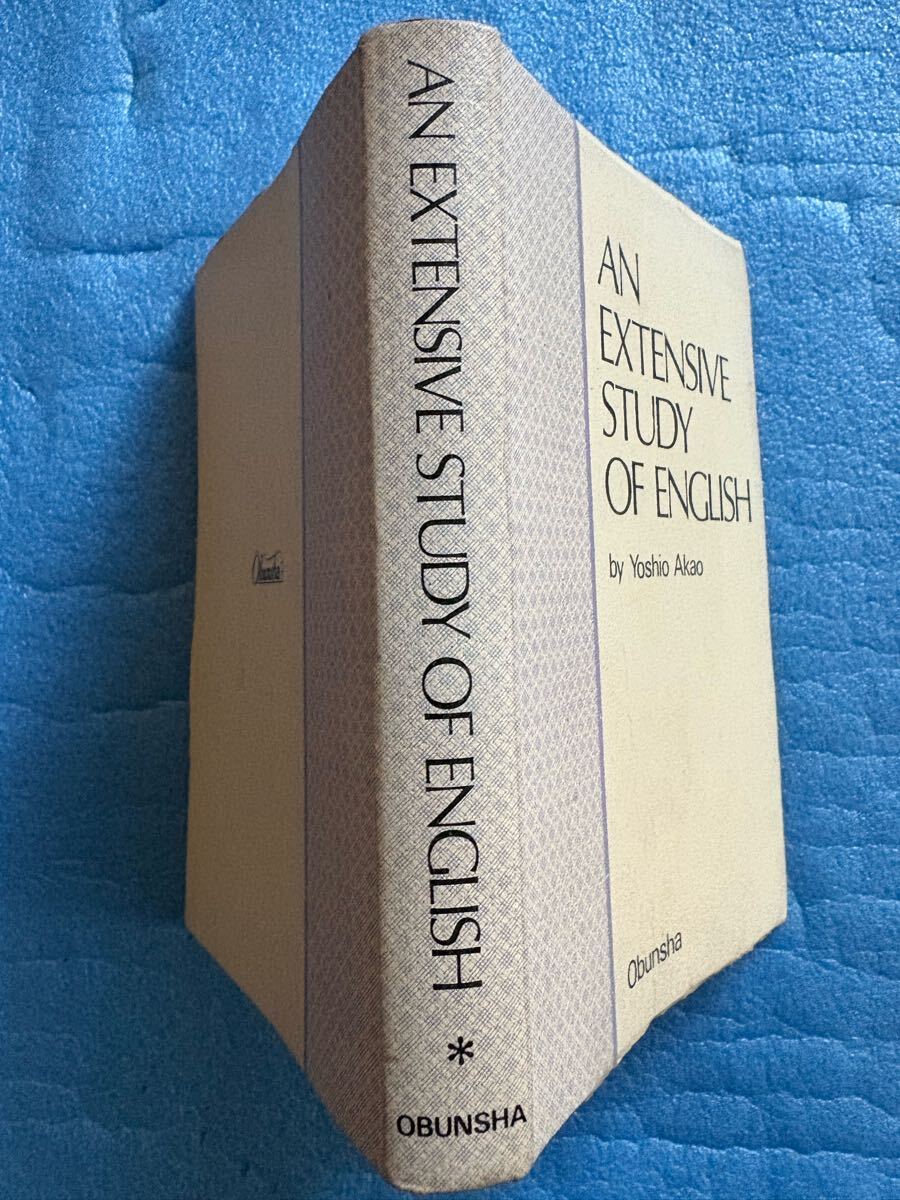 AN EXTENSIVE STUDY OF ENGLISH
*
OBUNSHA
AN
EXTENSIVE
STUDY
OF ENGLISH
by Yoshio Akao
Obunsha
Obunsha